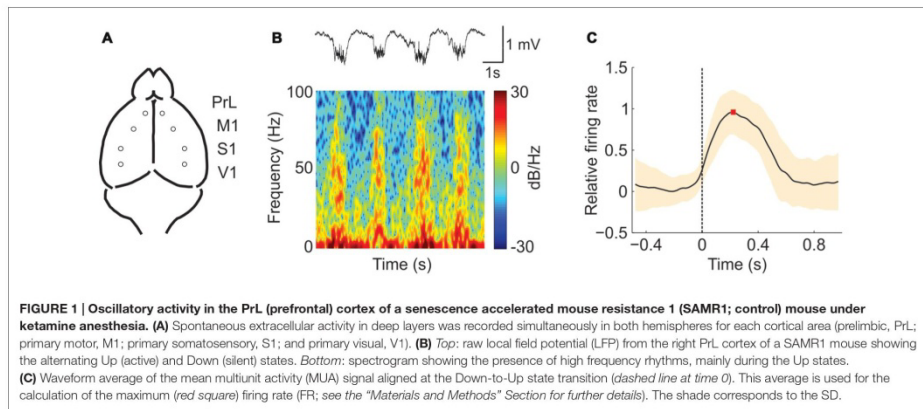 A
PrL
M1
S1
V1
B
1 mV
1s
100
50
0
Frequency (Hz)
Time (s)
30
0
-30
dB/Hz
C
1.5
1
0.5
0
−0.5
Relative firing rate
-0.4
0
0.4
0.8
Time (s)
FIGURE 1 | Oscillatory activity in the PrL (prefrontal) cortex of a senescence accelerated mouse resistance 1 (SAMR1; control) mouse under
ketamine anesthesia. (A) Spontaneous extracellular activity in deep layers was recorded simultaneously in both hemispheres for each cortical area (prelimbic, PrL;
primary motor, M1; primary somatosensory, S1; and primary visual, V1). (B) Top: raw local field potential (LFP) from the right PrL cortex of a SAMR1 mouse showing
the alternating Up (active) and Down (silent) states. Bottom: spectrogram showing the presence of high frequency rhythms, mainly during the Up states.
(C) Waveform average of the mean multiunit activity (MUA) signal aligned at the Down-to-Up state transition (dashed line at time 0). This average is used for the
calculation of the maximum (red square) firing rate (FR; see the “Materials and Methods” Section for further details). The shade corresponds to the SD.